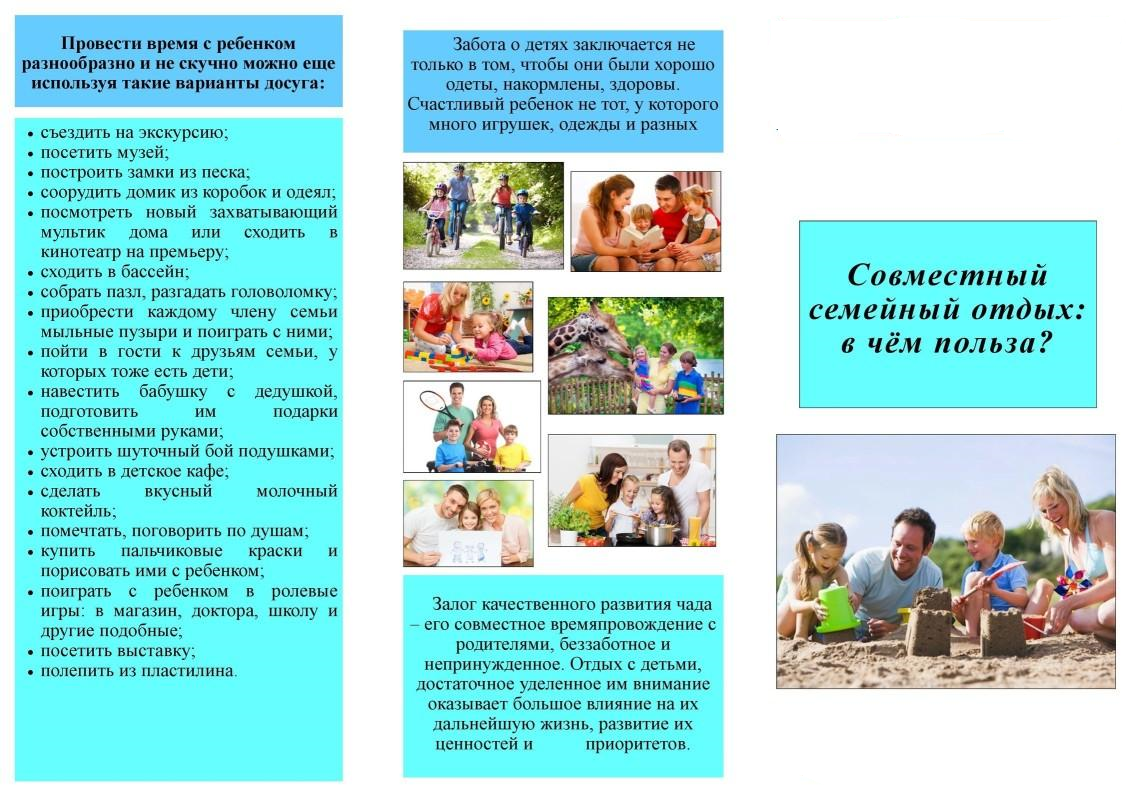 Провести время с ребенком
разнообразно и не скучно можно еще
используя такие варианты досуга:
• съездить на экскурсию;
• посетить музей;
• построить замки из песка;
• соорудить домик из коробок и одеял;
• посмотреть новый захватывающий
мультик дома или сходить в
кинотеатр на премьеру;
• сходить в бассейн;
• собрать пазл, разгадать головоломку;
• приобрести каждому члену семьи
мыльные пузыри и поиграть с ними;
• пойти в гости к друзьям семьи, у
которых тоже есть дети;
• навестить бабушку с дедушкой,
подготовить им подарки
собственными руками;
• устроить шуточный бой подушками;
• сходить в детское кафе;
• сделать вкусный молочный
коктейль;
• помечтать, поговорить по душам;
• купить пальчиковые краски и
порисовать ими с ребенком;
• поиграть с ребенком в ролевые
игры: в магазин, доктора, школу и
другие подобные;
• посетить выставку;
• полепить из пластилина.
Забота о детях заключается не
только в том, чтобы они были хорошо
одеты, накормлены, здоровы.
Счастливый ребенок не тот, у которого
много игрушек, одежды и разных
Залог качественного развития чада
– его совместное времяпровождение с
родителями, беззаботное и
непринужденное. Отдых с детьми,
достаточное уделенное им внимание
оказывает большое влияние на их
дальнейшую жизнь, развитие их
ценностей и приоритетов.
Совместный
семейный отдых:
в чём польза?